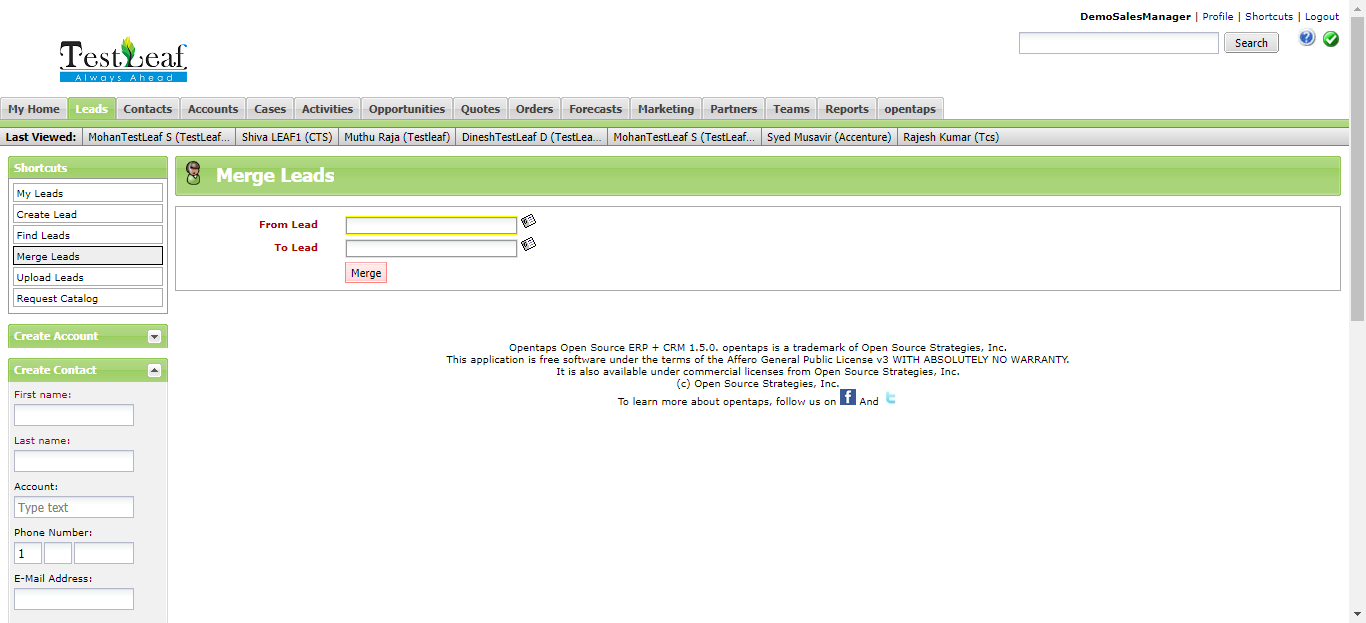 DemoSalesManager | Profile | Shortcuts | Logout
Search
TestLeaf
Always Ahead
My Home Leads Contacts Accounts Cases Activities Opportunities Quotes Orders Forecasts Marketing Partners Teams Reports opentaps
Last Viewed: MohanTestLeaf S (TestLeaf... Shiva LEAF1 (CTS) Muthu Raja (Testleaf) DineshTestLeaf D (TestLea... MohanTestLeaf S (TestLeaf... Syed Musavir (Accenture) Rajesh Kumar (Tcs)
Shortcuts
My Leads
Create Lead
Find Leads
Merge Leads
Upload Leads
Request Catalog
Create Account
Create Contact
First name:
Last name:
Account:
Type text
Phone Number:
1
E-Mail Address:
Merge Leads
From Lead
To Lead
Merge
Opentaps Open Source ERP + CRM 1.5.0. opentaps is a trademark of Open Source Strategies, Inc.
This application is free software under the terms of the Affero General Public License v3 WITH ABSOLUTELY NO WARRANTY.
It is also available under commercial licenses from Open Source Strategies, Inc.
(c) Open Source Strategies, Inc.
To learn more about opentaps, follow us on f And t